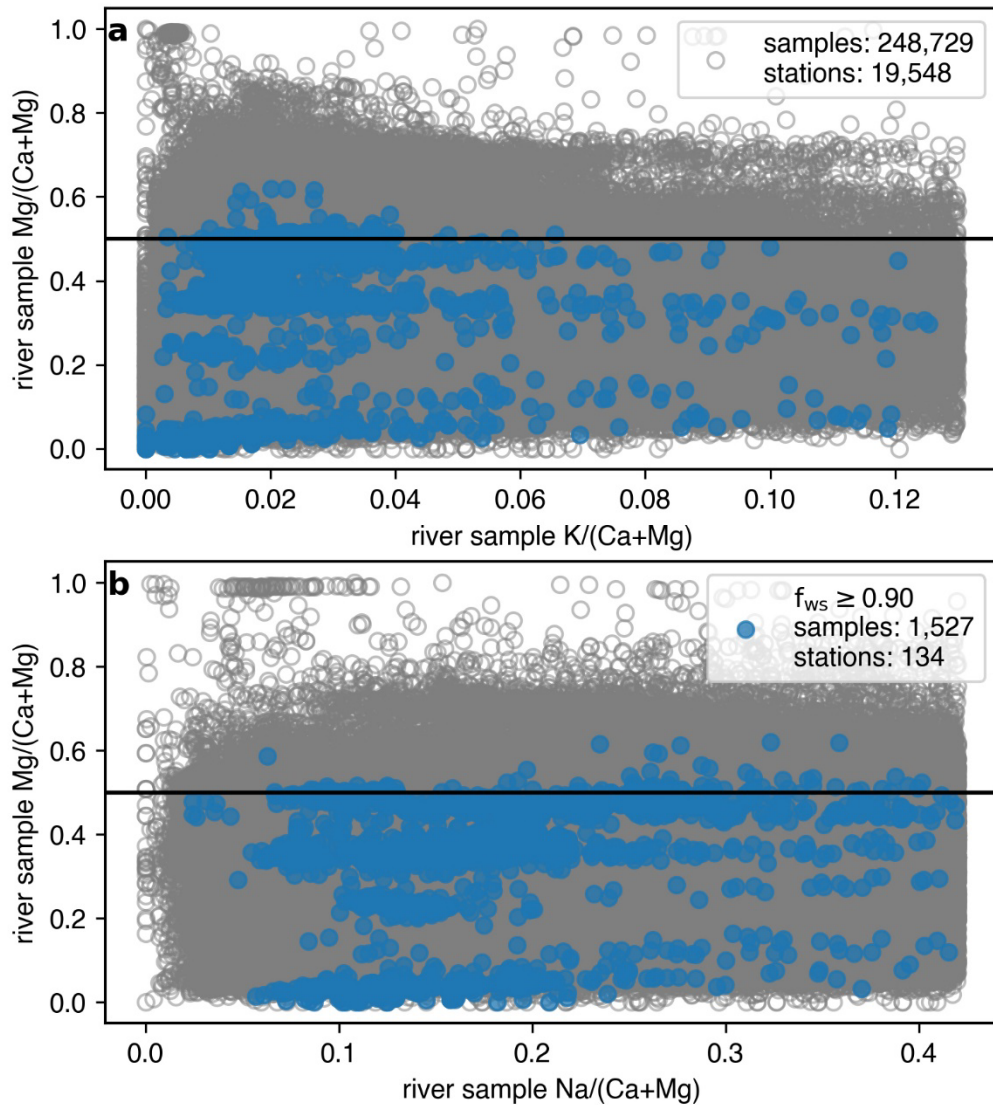 a
samples: 248,729
stations: 19,548
1.0
0.8
0.6
0.4
0.2
0.0
river sample Mg/(Ca+Mg)
0.00 0.02 0.04 0.06 0.08 0.10 0.12
river sample K/(Ca+Mg)
b
f_ws ≥ 0.90
samples: 1,527
stations: 134
1.0
0.8
0.6
0.4
0.2
0.0
river sample Mg/(Ca+Mg)
0.0 0.1 0.2 0.3 0.4
river sample Na/(Ca+Mg)